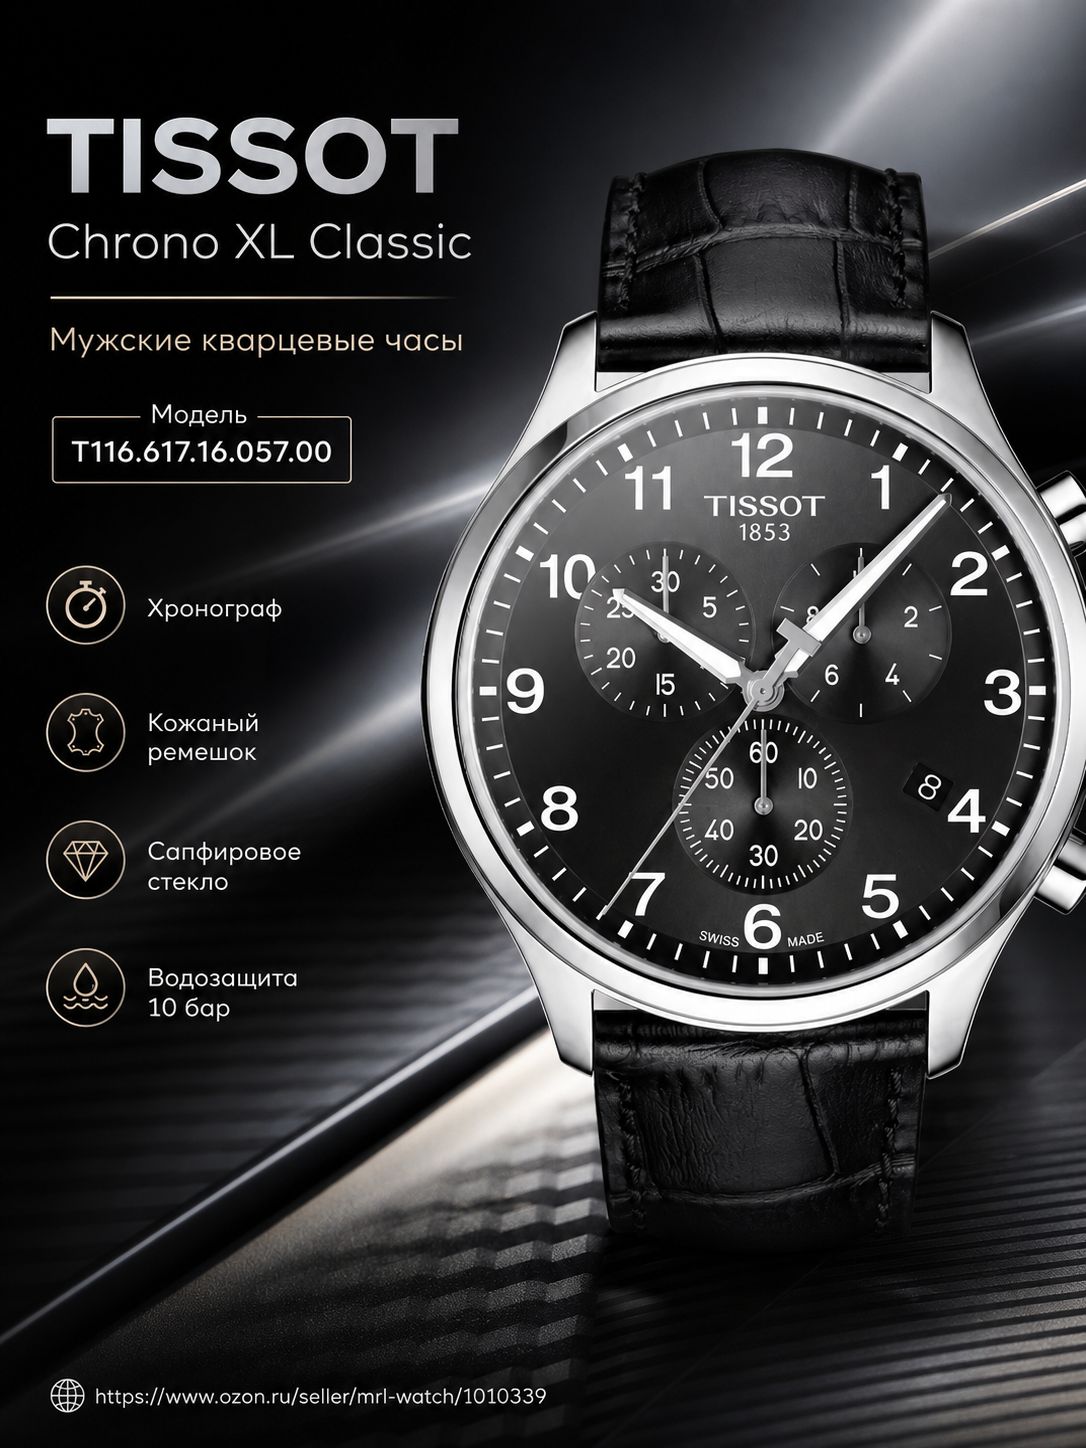 TISSOT
Chrono XL Classic
Мужские кварцевые часы
Модель
T116.617.16.057.00
Хронограф
Кожаный
ремешок
Сапфировое
стекло
Водозащита
10 бар
12
11
1
TISSOT
1853
10
2
30
5
2
20
15
6
4
9
3
60
50
10
40
20
30
8
8
4
7
5
6
SWISS
MADE
https://www.ozon.ru/seller/mrl-watch/1010339